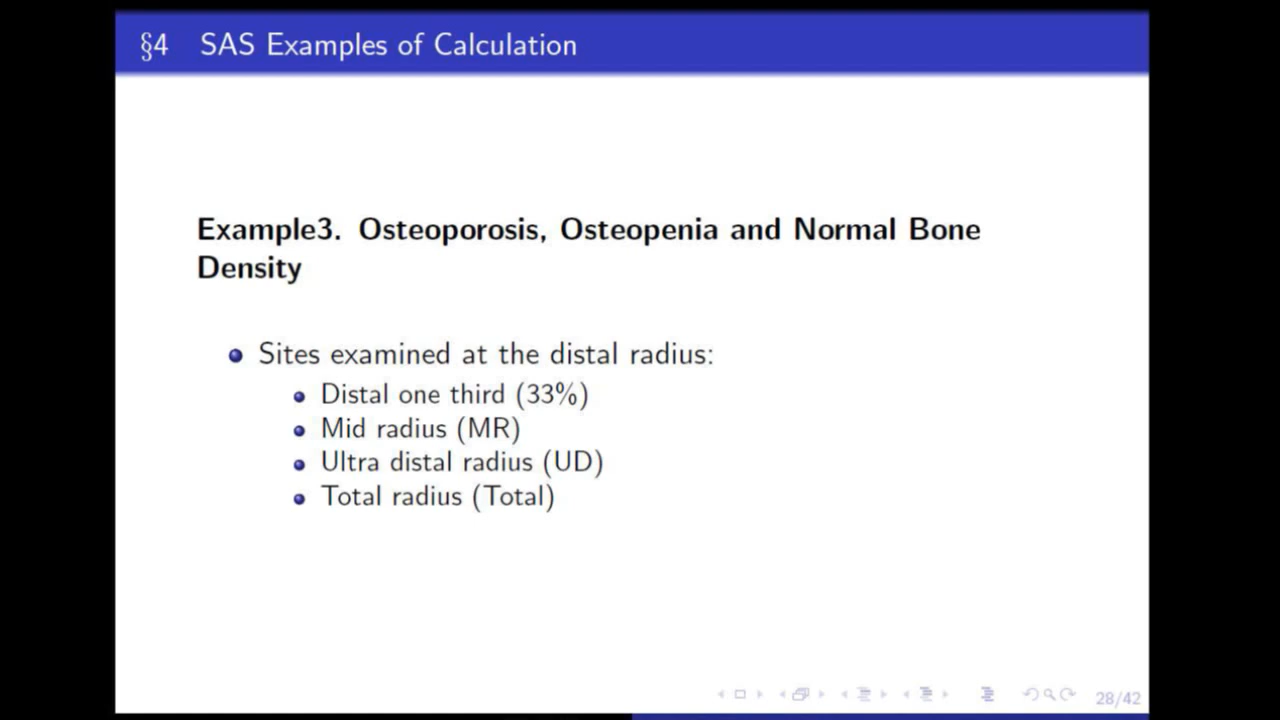 §4 SAS Examples of Calculation
Example3. Osteoporosis, Osteopenia and Normal Bone
Density
Sites examined at the distal radius:
Distal one third (33%)
Mid radius (MR)
Ultra distal radius (UD)
Total radius (Total)
28/42